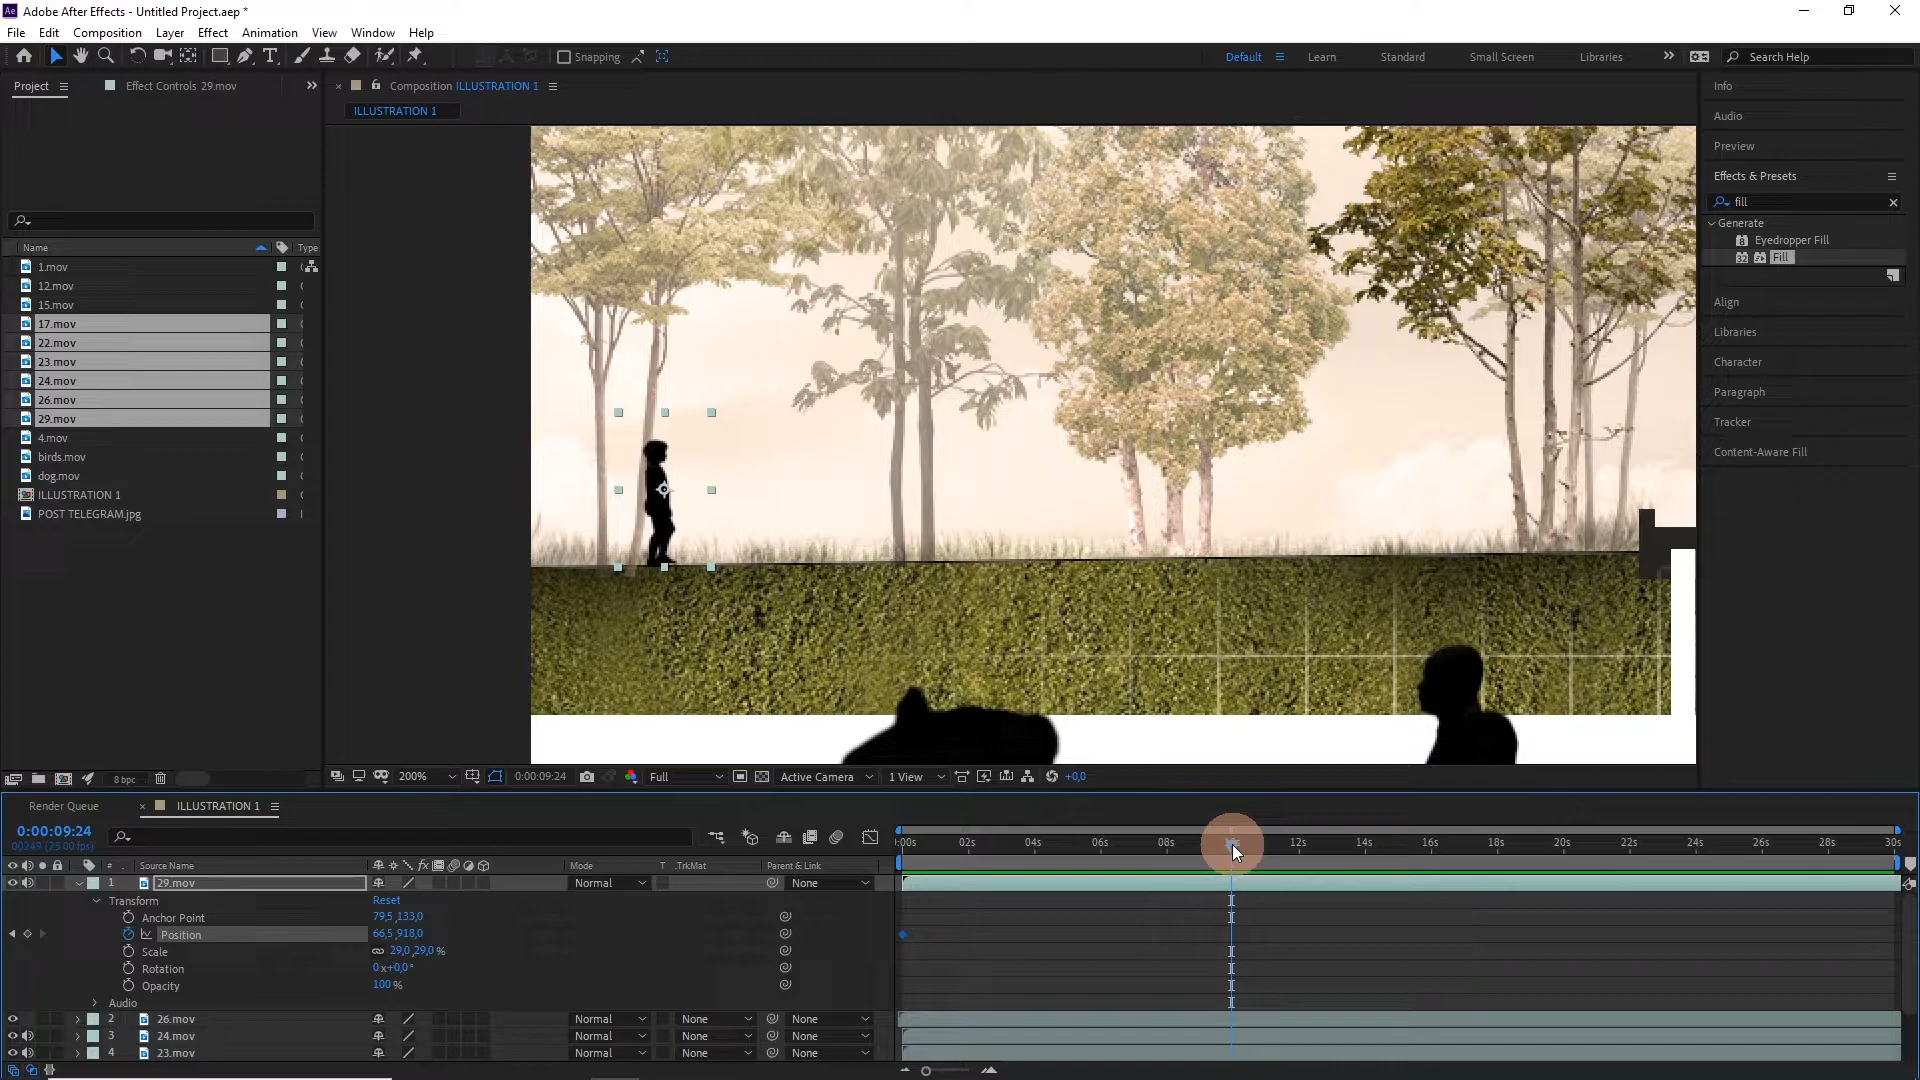 Adobe After Effects - Untitled Project.aep *
File Edit Composition Layer Effect Animation View Window Help
Snapping Default Learn Standard Small Screen Libraries Search Help
Project Effect Controls 29.mov
Composition ILLUSTRATION 1
ILLUSTRATION 1
Name Type
1.mov
12.mov
15.mov
17.mov
22.mov
23.mov
24.mov
26.mov
29.mov
4.mov
birds.mov
dog.mov
ILLUSTRATION 1
POST TELEGRAM.jpg
8 bpc
Info
Audio
Preview
Effects & Presets
fill
Generate
Eyedropper Fill
Fill
Align
Libraries
Character
Paragraph
Tracker
Content-Aware Fill
200% 0:00:09:24 Full Active Camera 1 View +0,0
Render Queue ILLUSTRATION 1
0:00:09:24
00249 (25.00 fps)
02s 04s 06s 08s 12s 14s 16s 18s 20s 22s 24s 26s 28s 30s
# Source Name Mode T .TrkMat Parent & Link
1 29.mov Normal None
Transform Reset
Anchor Point 79,5,133,0
Position 66,5,918,0
Scale 29,0,29,0 %
Rotation 0x+0,0°
Opacity 100 %
Audio
2 26.mov Normal None None
3 24.mov Normal None None
4 23.mov Normal None None